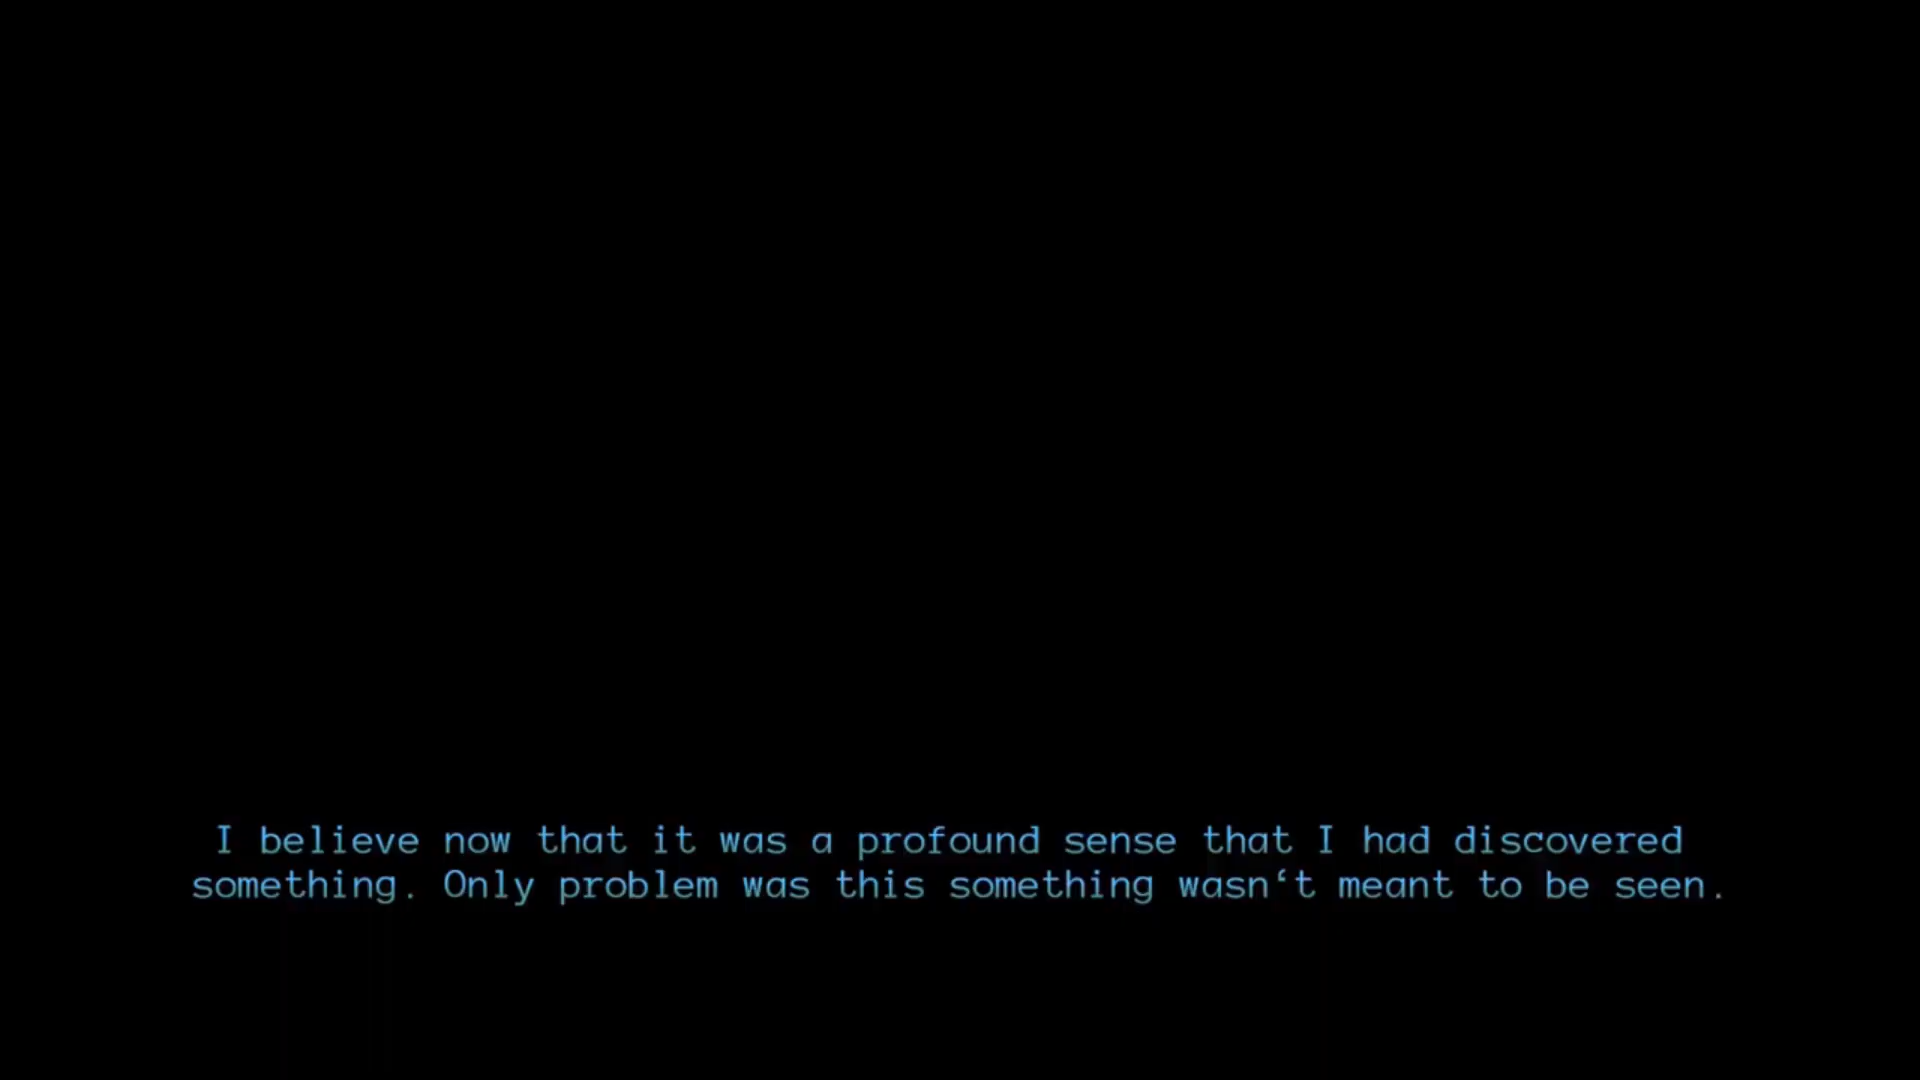 I believe now that it was a profound sense that I had discovered
something. Only problem was this something wasn‘t meant to be seen.